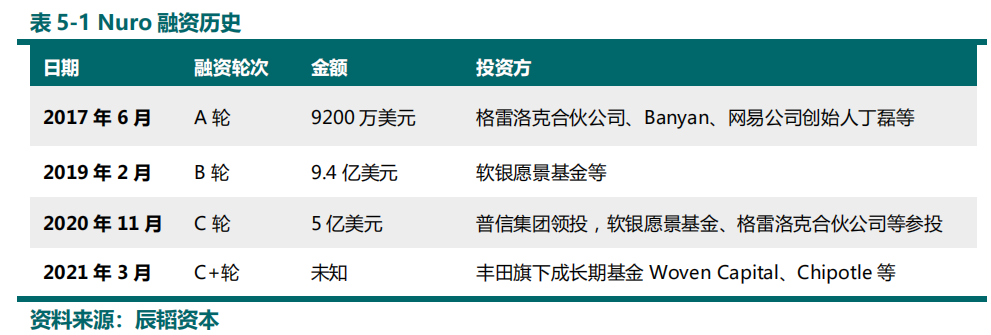 表 5-1 Nuro 融资历史
日期 融资轮次 金额 投资方
2017 年 6 月 A 轮 9200 万美元 格雷洛克合伙公司、Banyan、网易公司创始人丁磊等
2019 年 2 月 B 轮 9.4 亿美元 软银愿景基金等
2020 年 11 月 C 轮 5 亿美元 普信集团领投，软银愿景基金、格雷洛克合伙公司等参投
2021 年 3 月 C+轮 未知 丰田旗下成长期基金 Woven Capital、Chipotle 等
资料来源：辰韬资本